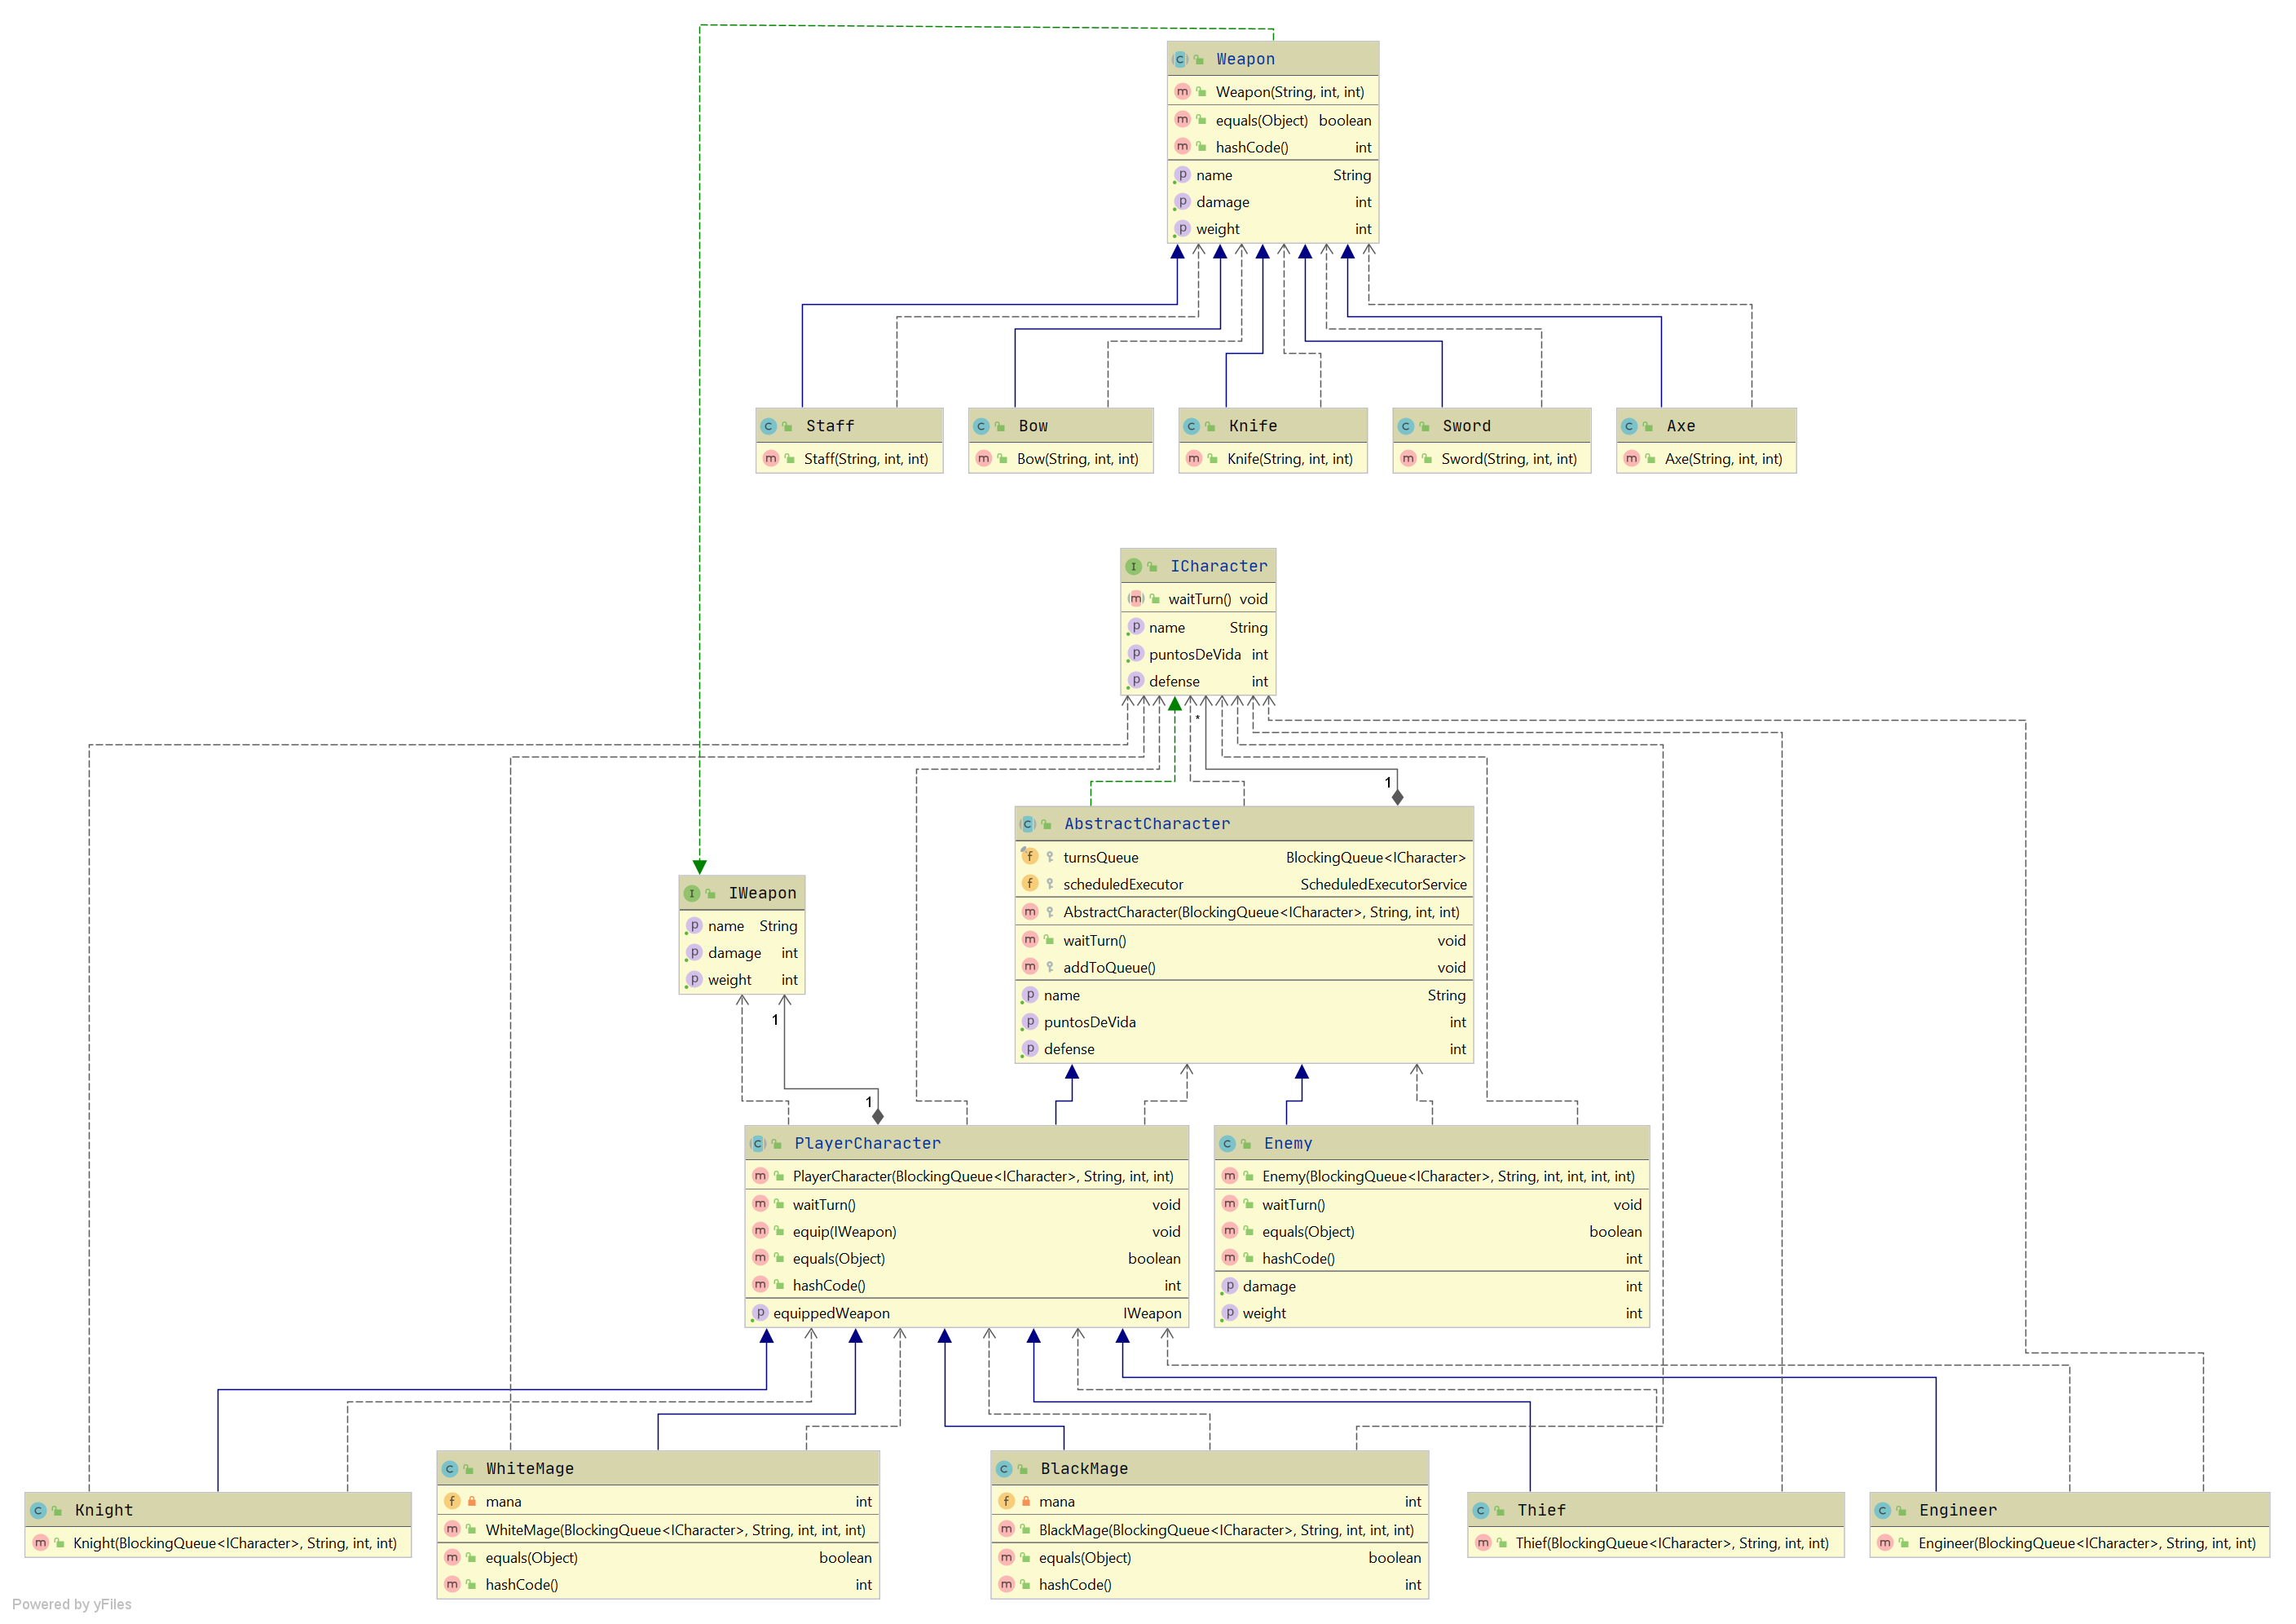 Weapon
Weapon(String, int, int)
equals(Object) boolean
hashCode() int
name String
damage int
weight int
Staff
Staff(String, int, int)
Bow
Bow(String, int, int)
Knife
Knife(String, int, int)
Sword
Sword(String, int, int)
Axe
Axe(String, int, int)
ICharacter
waitTurn() void
name String
puntosDeVida int
defense int
*
1
AbstractCharacter
turnsQueue BlockingQueue<ICharacter>
scheduledExecutor ScheduledExecutorService
AbstractCharacter(BlockingQueue<ICharacter>, String, int, int)
waitTurn() void
addToQueue() void
name String
puntosDeVida int
defense int
IWeapon
name String
damage int
weight int
1
1
PlayerCharacter
PlayerCharacter(BlockingQueue<ICharacter>, String, int, int)
waitTurn() void
equip(IWeapon) void
equals(Object) boolean
hashCode() int
equippedWeapon IWeapon
Enemy
Enemy(BlockingQueue<ICharacter>, String, int, int, int, int)
waitTurn() void
equals(Object) boolean
hashCode() int
damage int
weight int
Knight
Knight(BlockingQueue<ICharacter>, String, int, int)
WhiteMage
mana int
WhiteMage(BlockingQueue<ICharacter>, String, int, int, int)
equals(Object) boolean
hashCode() int
BlackMage
mana int
BlackMage(BlockingQueue<ICharacter>, String, int, int, int)
equals(Object) boolean
hashCode() int
Thief
Thief(BlockingQueue<ICharacter>, String, int, int)
Engineer
Engineer(BlockingQueue<ICharacter>, String, int, int)
Powered by yFiles